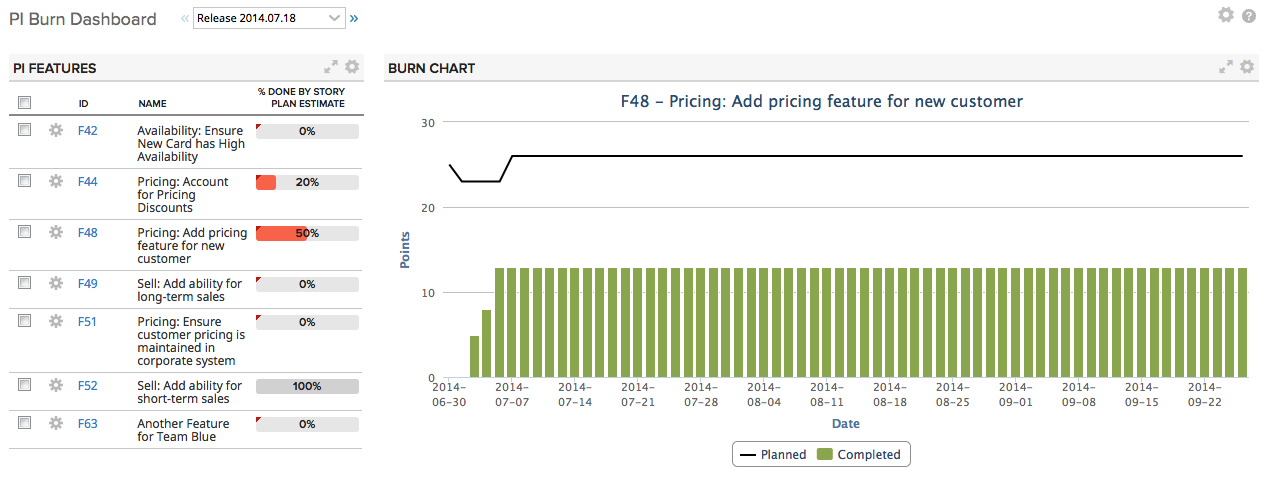 PI Burn Dashboard
« Release 2014.07.18 »
PI FEATURES
ID
NAME
% DONE BY STORY
PLAN ESTIMATE
F42
Availability: Ensure
New Card has High
Availability
0%
F44
Pricing: Account
for Pricing
Discounts
20%
F48
Pricing: Add pricing
feature for new
customer
50%
F49
Sell: Add ability for
long-term sales
0%
F51
Pricing: Ensure
customer pricing is
maintained in
corporate system
0%
F52
Sell: Add ability for
short-term sales
100%
F63
Another Feature
for Team Blue
0%
BURN CHART
F48 – Pricing: Add pricing feature for new customer
Points
30
20
10
0
2014–
06–30
2014–
07–07
2014–
07–14
2014–
07–21
2014–
07–28
2014–
08–04
2014–
08–11
2014–
08–18
2014–
08–25
2014–
09–01
2014–
09–08
2014–
09–15
2014–
09–22
Date
Planned
Completed